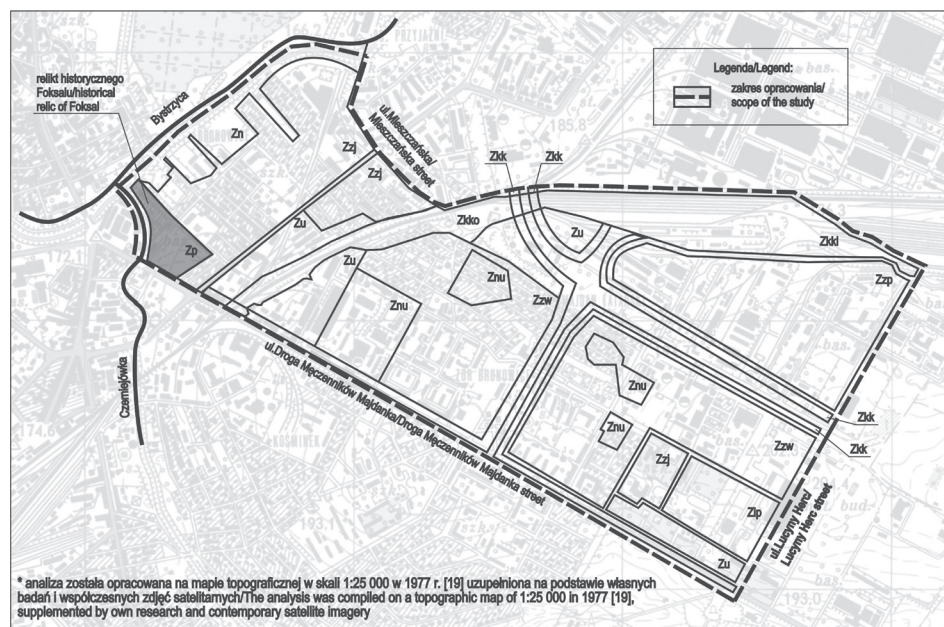 relikt historycznego
Foksalu/historical
relic of Foksal
Bystrzyca
PRZYJAŹNI
Legenda/Legend:
zakres opracowania/
scope of the study
bas.
Zn
ul.Mieszczańska/
Mieszczańska street
185.8
Zzj
Zzj
Zkk
Zkk
Zkko
Zu
Zu
Zkkl
Zzp
172.1
Zp
Zu
Znu
Znu
Zzw
Czerniejówka
ul.Droga Męczenników Majdanka/Droga Męczenników Majdanka street
KOŚMINEK
Znu
Znu
Zkk
Zkk
Zzw
Zzj
Zlp
Zu
ul.Lucyny Herc/
Lucyny Herc street
193.1
193.0
* analiza została opracowana na mapie topograficznej w skali 1:25 000 w 1977 r. [19] uzupełniona na podstawie własnych
badań i współczesnych zdjęć satelitarnych/The analysis was compiled on a topographic map of 1:25 000 in 1977 [19],
supplemented by own research and contemporary satellite imagery